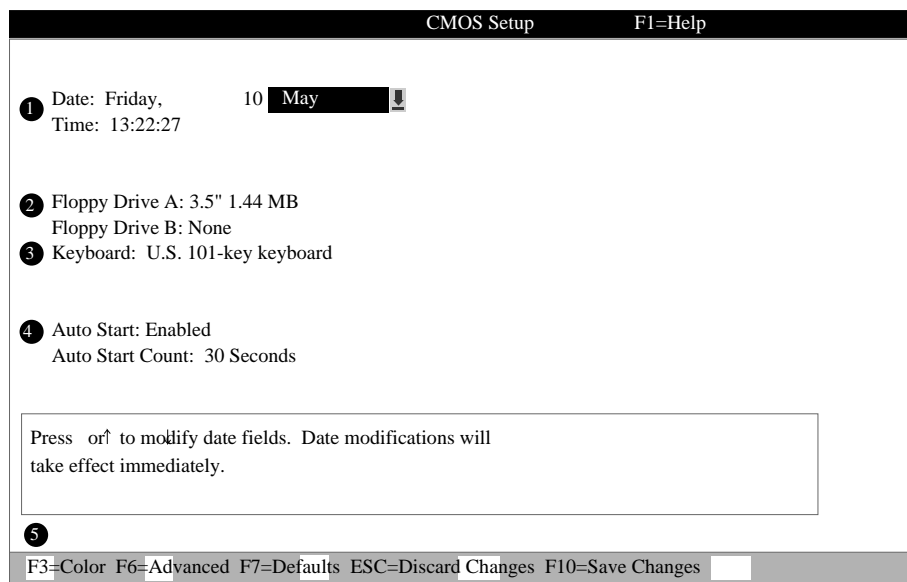 CMOS Setup F1=Help
1 Date: Friday, 10 May
Time: 13:22:27
2 Floppy Drive A: 3.5" 1.44 MB
Floppy Drive B: None
3 Keyboard: U.S. 101-key keyboard
4 Auto Start: Enabled
Auto Start Count: 30 Seconds
Press or↑ to modify date fields. Date modifications will
take effect immediately.
5
F3=Color F6=Advanced F7=Defaults ESC=Discard Changes F10=Save Changes